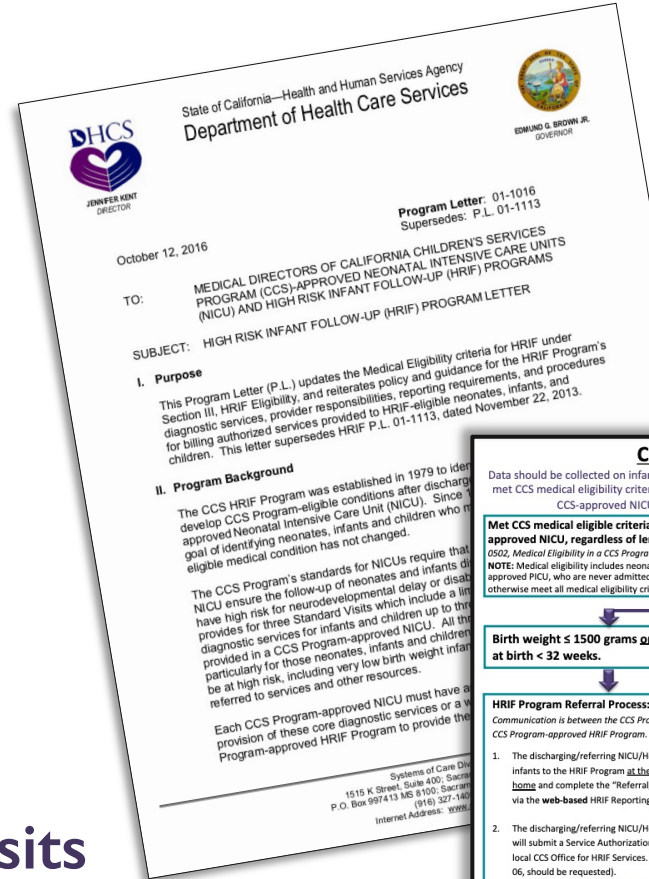 State of California—Health and Human Services Agency
Department of Health Care Services
DHCS
JENNIFER KENT
DIRECTOR
EDMUND G. BROWN JR.
GOVERNOR
October 12, 2016
Program Letter: 01-1016
Supersedes: P.L. 01-1113
TO:
MEDICAL DIRECTORS OF CALIFORNIA CHILDREN'S SERVICES
PROGRAM (CCS)-APPROVED NEONATAL INTENSIVE CARE UNITS
(NICU) AND HIGH RISK INFANT FOLLOW-UP (HRIF) PROGRAMS
SUBJECT: HIGH RISK INFANT FOLLOW-UP (HRIF) PROGRAM LETTER
I. Purpose
This Program Letter (P.L.) updates the Medical Eligibility criteria for HRIF under
Section III, HRIF Eligibility, and reiterates policy and guidance for the HRIF Program's
diagnostic services, provider responsibilities, reporting requirements, and procedures
for billing authorized services provided to HRIF-eligible neonates, infants, and
children. This letter supersedes HRIF P.L. 01-1113, dated November 22, 2013.
II. Program Background
The CCS HRIF Program was established in 1979 to
develop CCS Program-eligible conditions after discharge
approved Neonatal Intensive Care Unit (NICU). Since
goal of identifying neonates, infants and children who
eligible medical condition has not changed.
The CCS Program's standards for NICUs require that
NICU ensure the follow-up of neonates and infants
have high risk for neurodevelopmental delay or
provides for three Standard Visits which include a
diagnostic services for infants and children up to
provided in a CCS Program-approved NICU. All
particularly for those neonates, infants and children
be at high risk, including very low birth weight
referred to services and other resources.
Each CCS Program-approved NICU must have a
provision of these core diagnostic services or a
Program-approved HRIF Program to provide the
Systems of Care
1515 K Street, Suite 400;
P.O. Box 997413 MS 8100;
(916)
Internet Address:
C
Data should be collected on
met CCS medical eligibility
CCS-approved
Met CCS medical eligible criteria
approved NICU, regardless of
0502, Medical Eligibility in a CCS
NOTE: Medical eligibility includes
approved PICU, who are never admitted
otherwise meet all medical eligibility
Birth weight ≤ 1500 grams or
at birth < 32 weeks.
HRIF Program Referral Process:
Communication is between the CCS
CCS Program-approved HRIF Program.
1. The discharging/referring
infants to the HRIF Program at the
home and complete the "Referral
via the web-based HRIF Reporting
2. The discharging/referring
will submit a Service Authorization
local CCS Office for HRIF Services.
06, should be requested).
sits